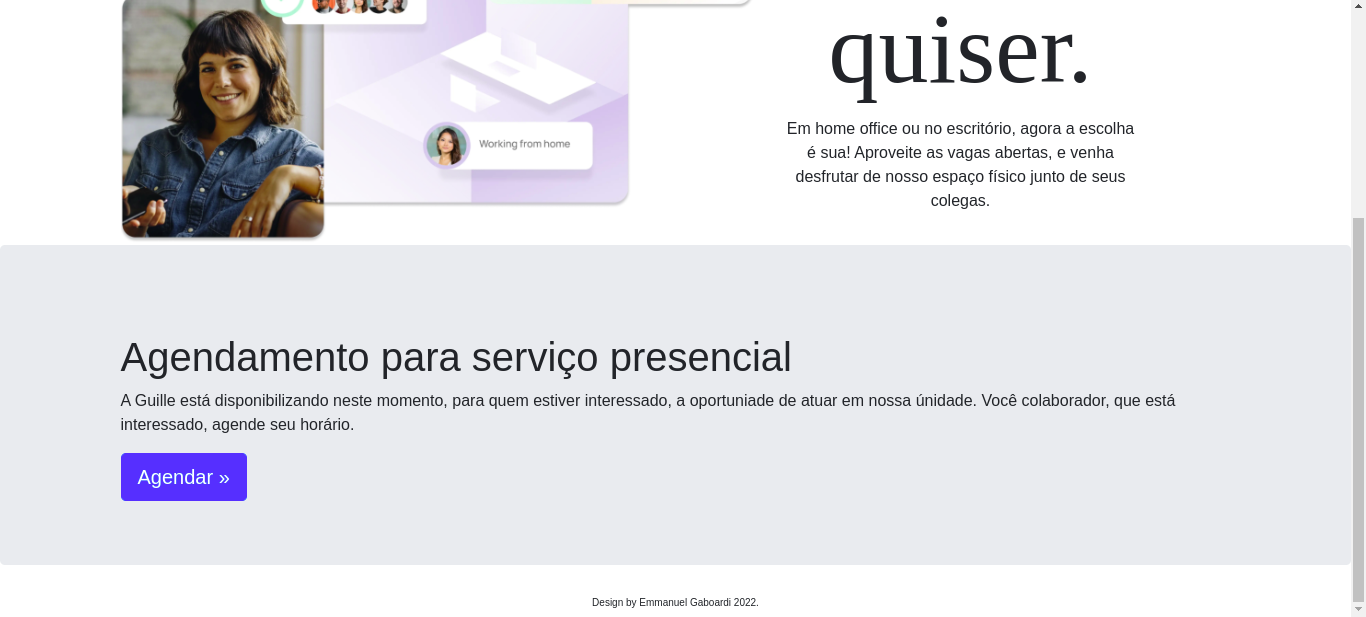 quiser.
Em home office ou no escritório, agora a escolha
é sua! Aproveite as vagas abertas, e venha
desfrutar de nosso espaço físico junto de seus
colegas.
Working from home
Agendamento para serviço presencial
A Guille está disponibilizando neste momento, para quem estiver interessado, a oportuniade de atuar em nossa únidade. Você colaborador, que está
interessado, agende seu horário.
Agendar »
Design by Emmanuel Gaboardi 2022.